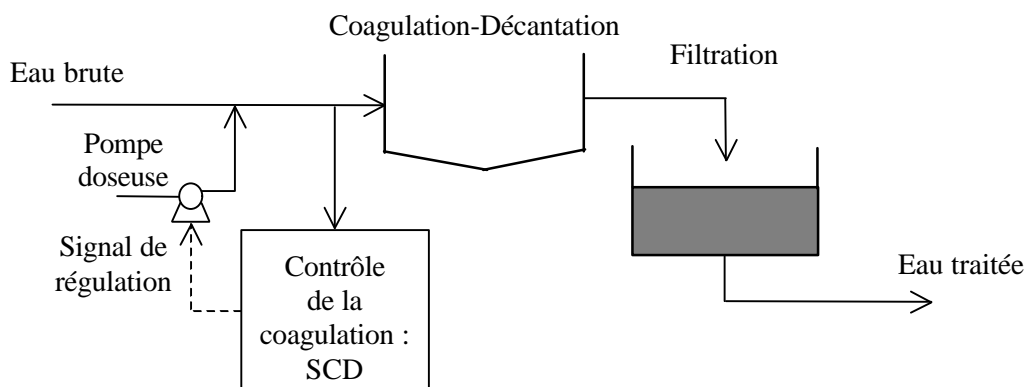 Coagulation-Décantation
Eau brute
Filtration
Pompe
doseuse
Signal de
régulation
Contrôle
de la
coagulation :
SCD
Eau traitée